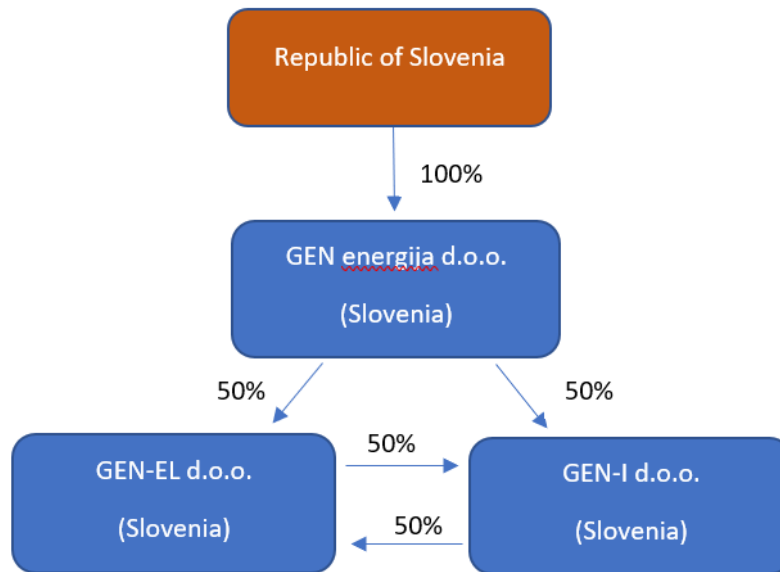 Republic of Slovenia
100%
GEN energija d.o.o.
(Slovenia)
50%
50%
GEN-EL d.o.o.
(Slovenia)
50%
50%
GEN-I d.o.o.
(Slovenia)